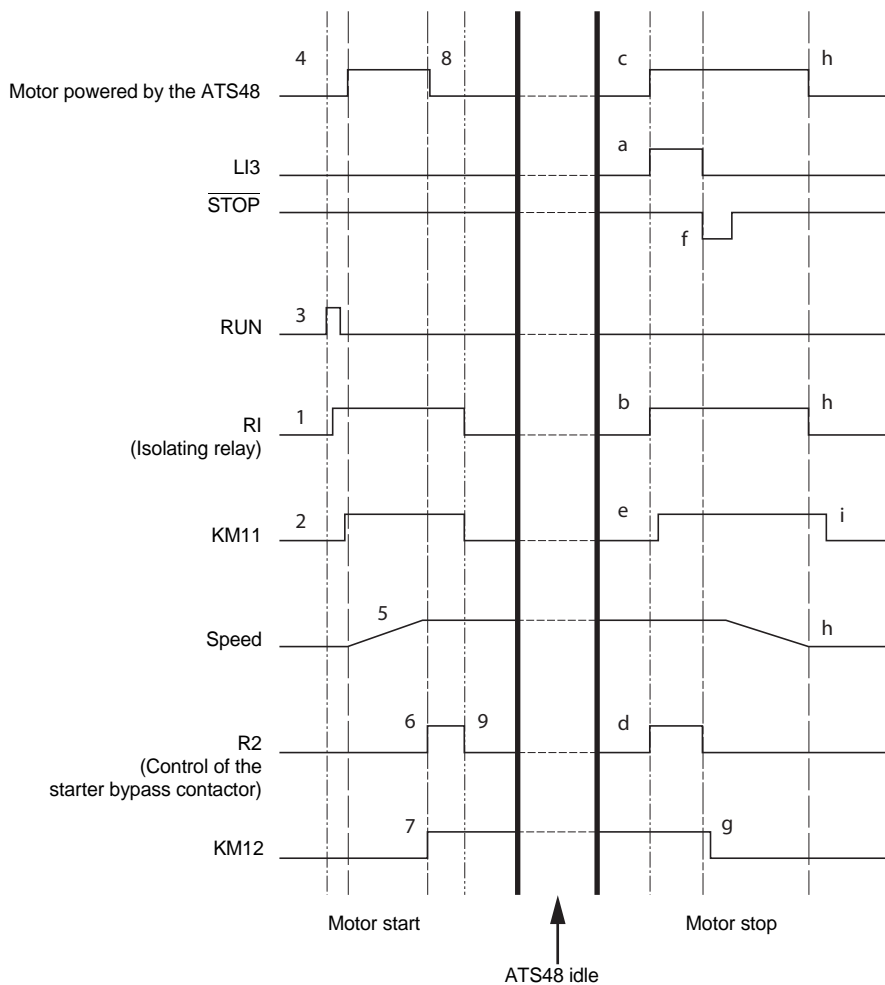 4
8
c
h
Motor powered by the ATS48
a
LI3
STOP
f
3
RUN
1
b
h
RI
(Isolating relay)
2
e
i
KM11
5
Speed
h
6
9
d
R2
(Control of the
starter bypass contactor)
7
g
KM12
Motor start
Motor stop
ATS48 idle